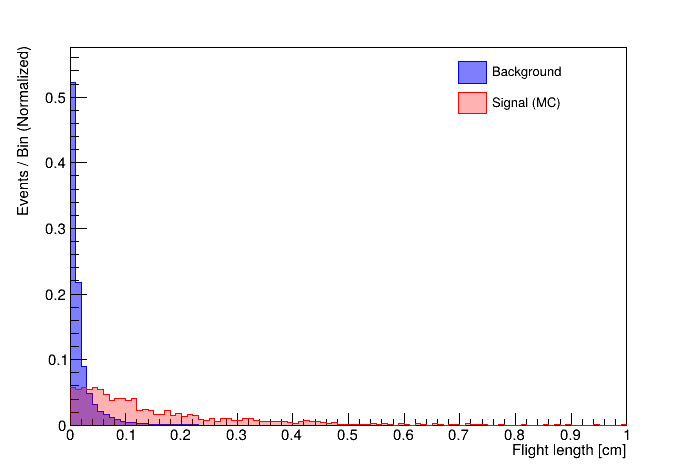 Events / Bin (Normalized)
Background
Signal (MC)
0.5
0.4
0.3
0.2
0.1
0
0 0.1 0.2 0.3 0.4 0.5 0.6 0.7 0.8 0.9 1
Flight length [cm]